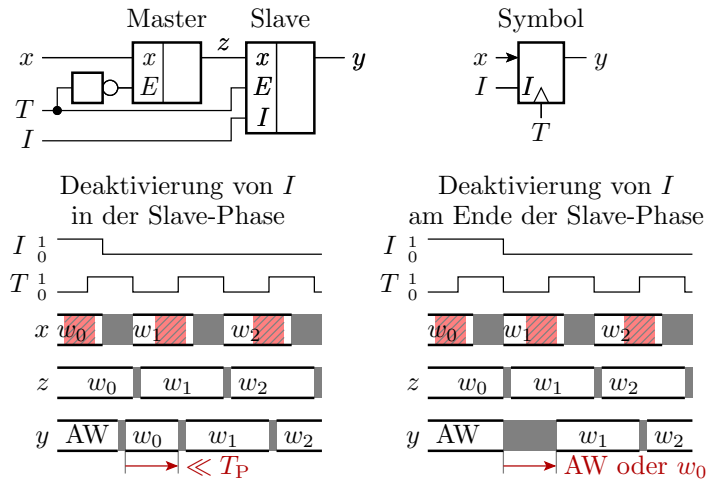 Master Slave Symbol
x x z x y x y
E E I I
T I T
I
Deaktivierung von I
in der Slave-Phase
Deaktivierung von I
am Ende der Slave-Phase
I 1 0 I 1 0
T 1 0 T 1 0
x w₀ w₁ w₂ x w₀ w₁ w₂
z w₀ w₁ w₂ z w₀ w₁ w₂
y AW w₀ w₁ w₂ y AW w₁ w₂
≪ T_P AW oder w₀